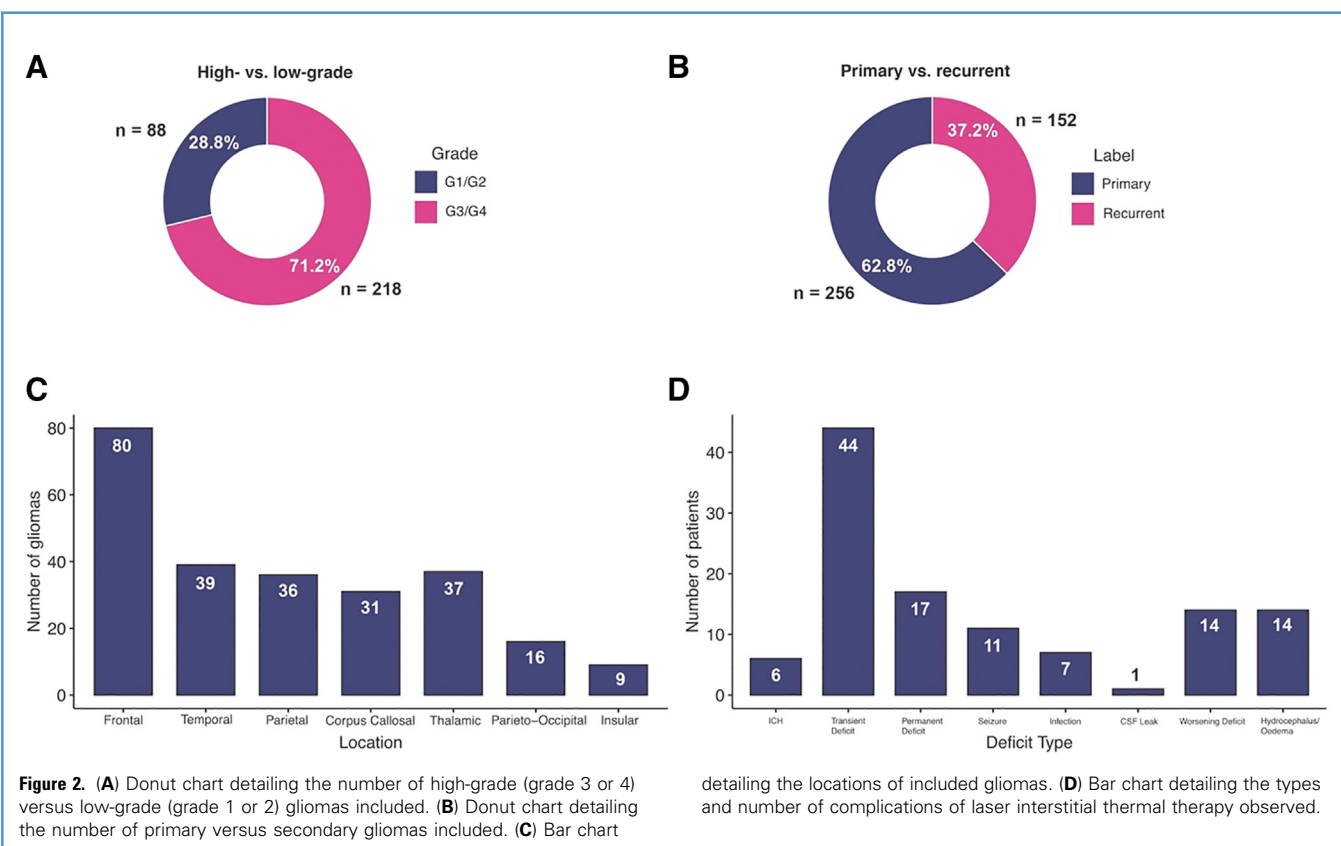 A
High- vs. low-grade
n = 88
28.8%
71.2%
n = 218
Grade
G1/G2
G3/G4
B
Primary vs. recurrent
37.2%
n = 152
62.8%
n = 256
Label
Primary
Recurrent
C
Number of gliomas
80
60
40
20
0
80
39
36
31
37
16
9
Frontal
Temporal
Parietal
Corpus Callosal
Thalamic
Parieto–Occipital
Insular
Location
D
Number of patients
40
30
20
10
0
6
44
17
11
7
1
14
14
ICH
Transient
Deficit
Permanent
Deficit
Seizure
Infection
CSF Leak
Worsening Deficit
Hydrocephalus/
Oedema
Deficit Type
Figure 2. (A) Donut chart detailing the number of high-grade (grade 3 or 4)
versus low-grade (grade 1 or 2) gliomas included. (B) Donut chart detailing
the number of primary versus secondary gliomas included. (C) Bar chart
detailing the locations of included gliomas. (D) Bar chart detailing the types
and number of complications of laser interstitial thermal therapy observed.